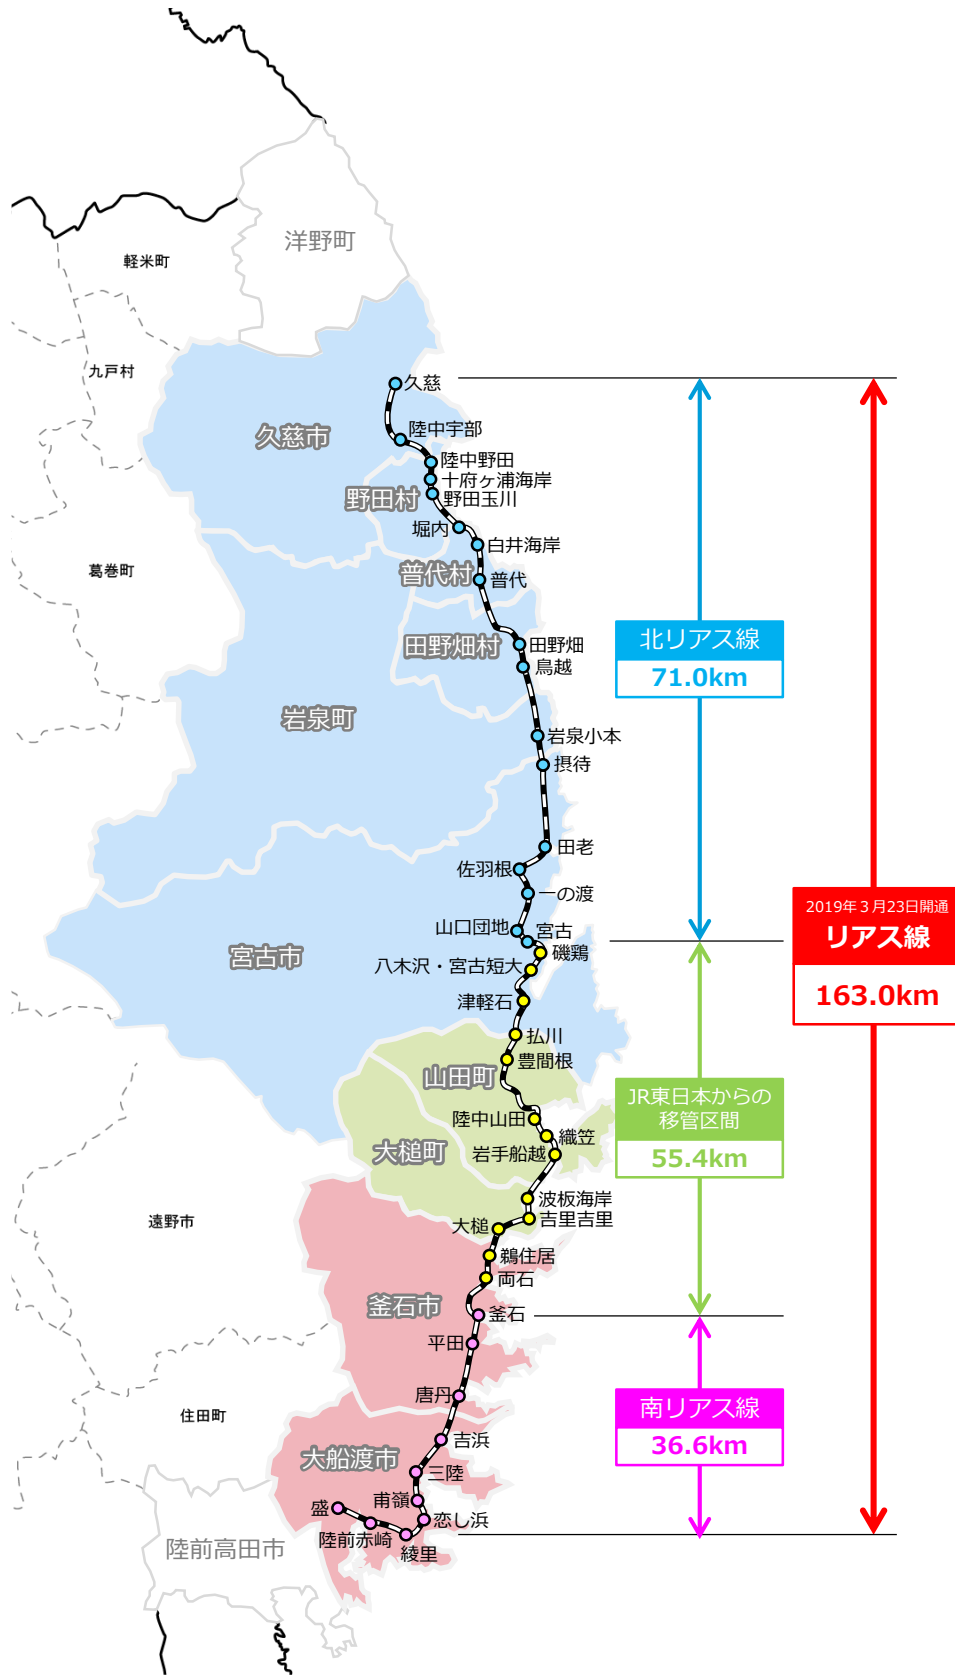 洋野町
軽米町
九戸村
久慈
久慈市
陸中宇部
陸中野田
十府ヶ浦海岸
野田村
野田玉川
堀内
白井海岸
葛巻町
普代村
普代
田野畑村
田野畑
島越
北リアス線
71.0km
岩泉町
岩泉小本
摂待
田老
佐羽根
一の渡
2019年３月23日開通
リアス線
163.0km
山口団地
宮古
宮古市
磯鶏
八木沢・宮古短大
津軽石
払川
豊間根
山田町
JR東日本からの
移管区間
55.4km
陸中山田
織笠
大槌町
岩手船越
波板海岸
遠野市
大槌
吉里吉里
鵜住居
両石
釜石市
釜石
平田
唐丹
南リアス線
36.6km
住田町
吉浜
大船渡市
三陸
甫嶺
盛
恋し浜
陸前赤崎
綾里
陸前高田市